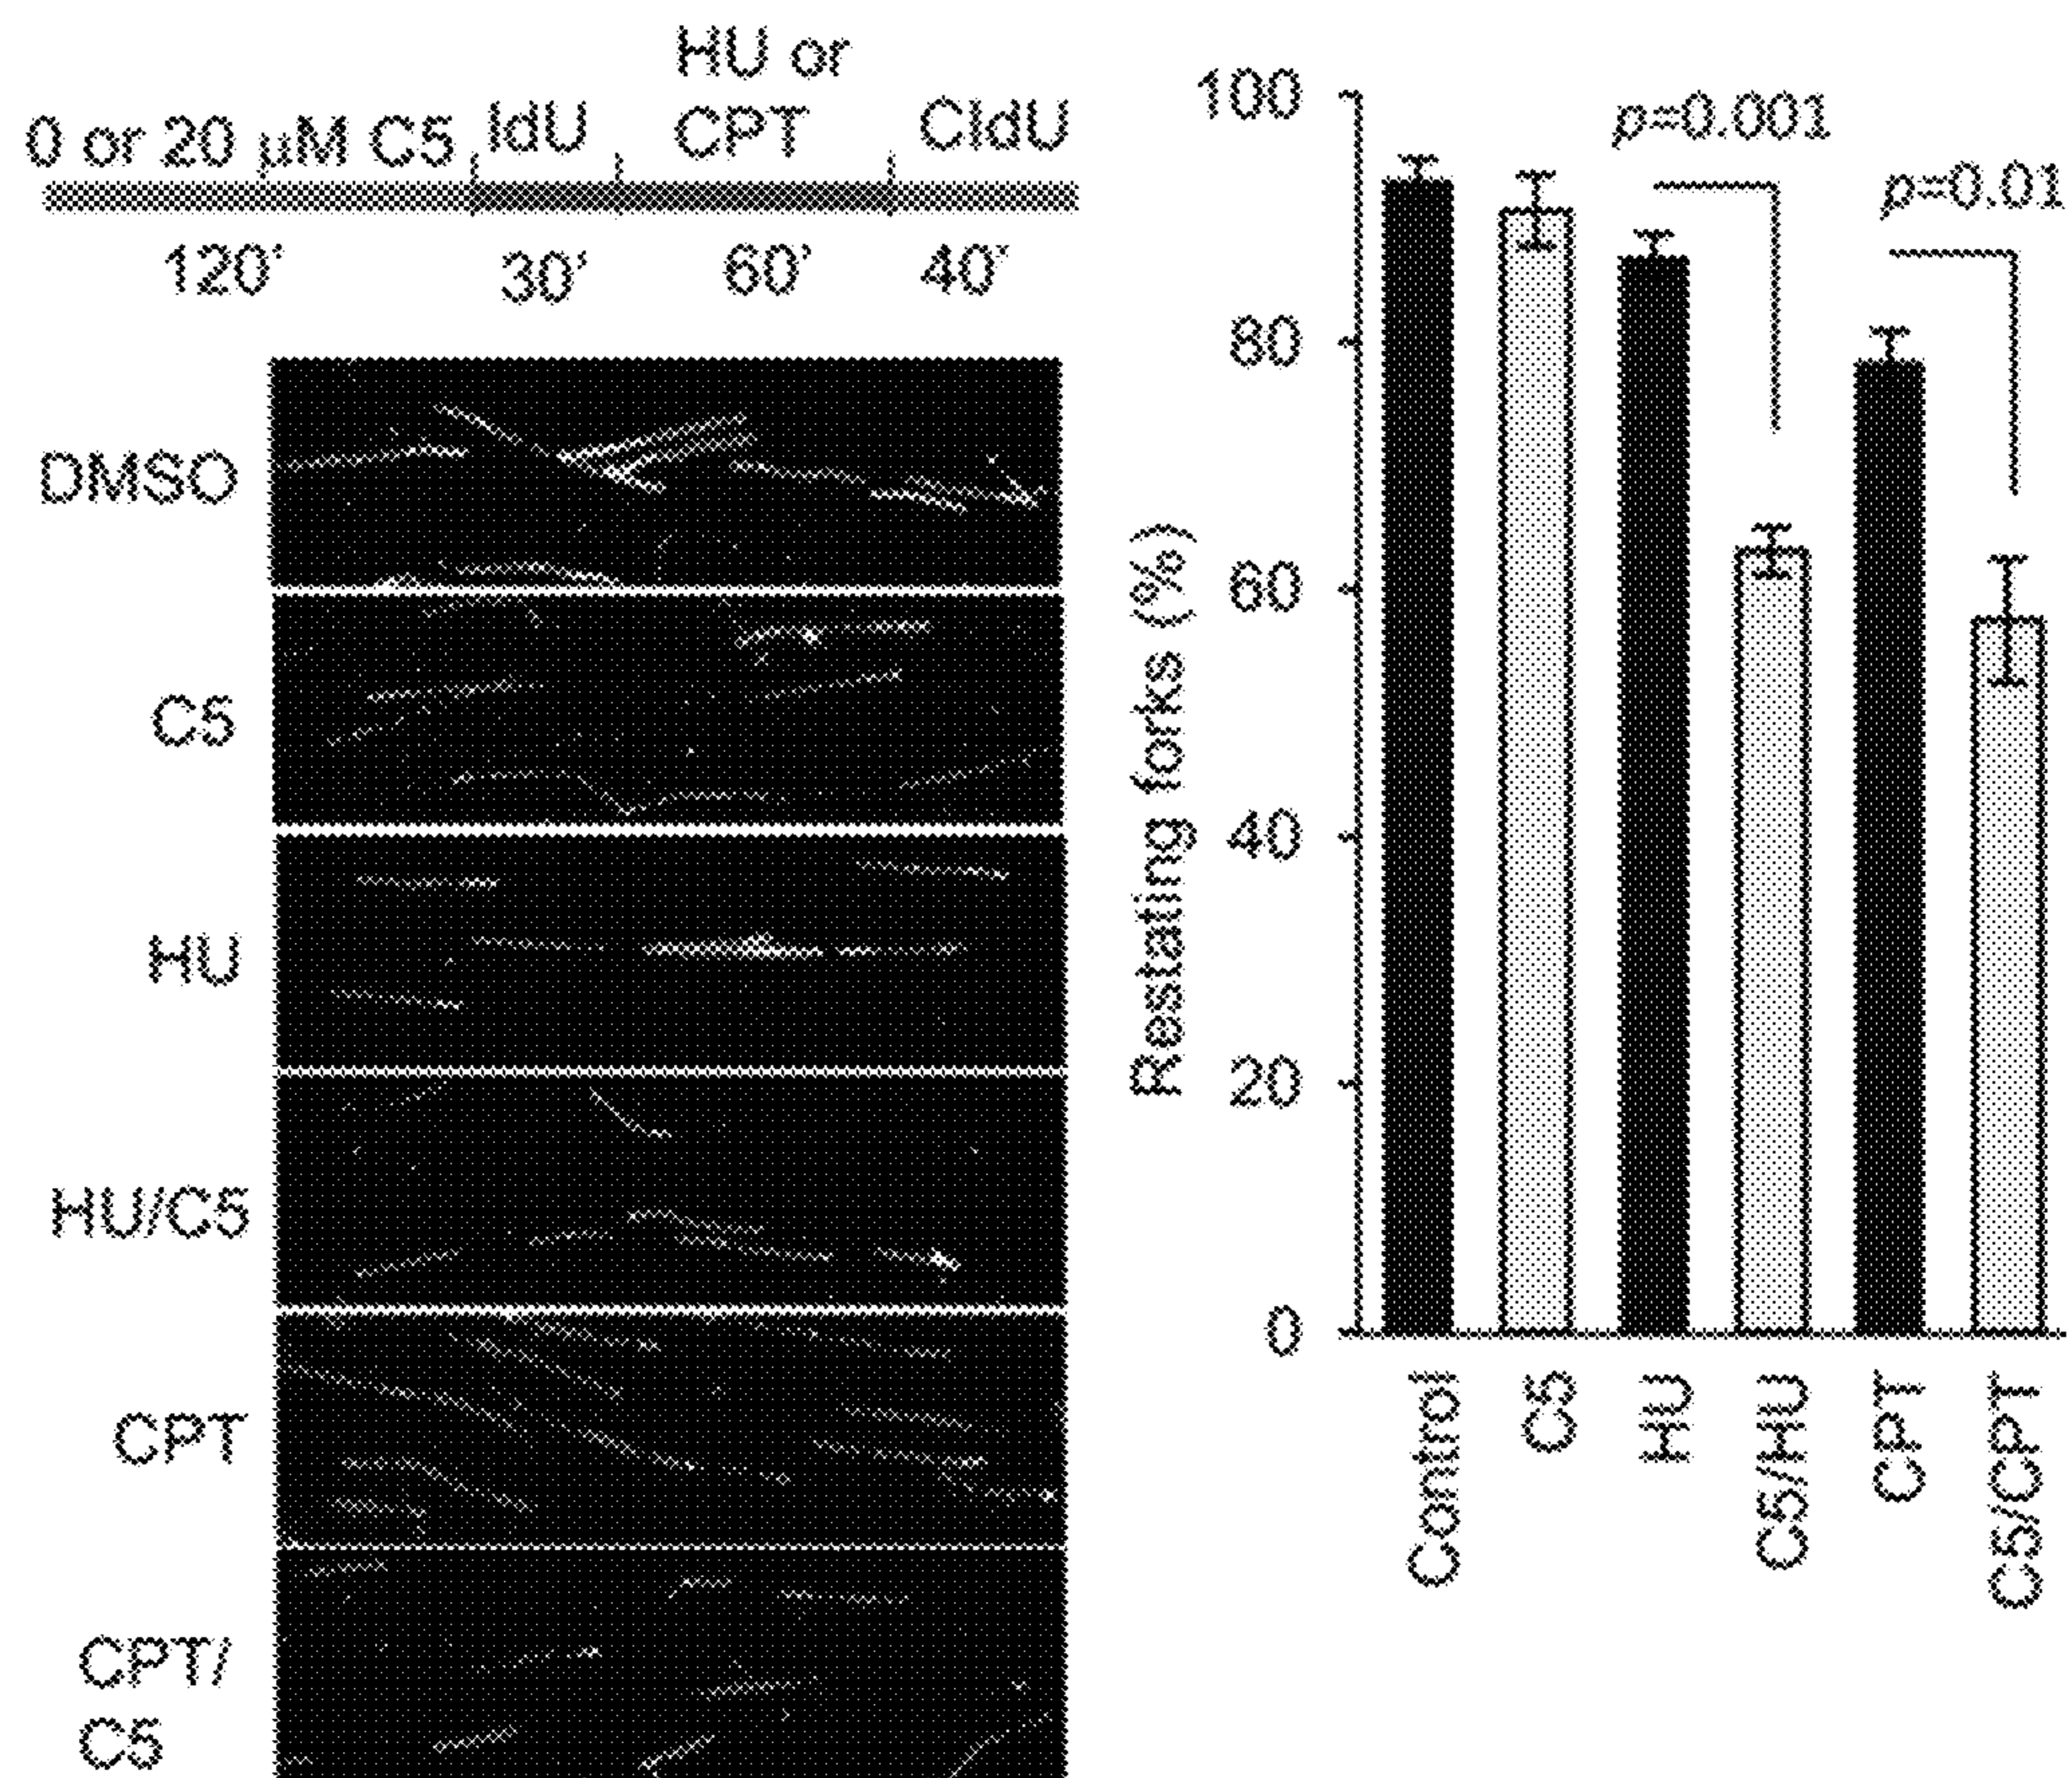 HU or
0 or 20 µM C5 IdU CPT CldU
120' 30' 60' 40'
DMSO
C5
HU
HU/C5
CPT
CPT/
C5
Restating forks (%)
100
80
60
40
20
0
p=0.001
p=0.01
Control
C5
HU
C5/HU
CPT
C5/CPT